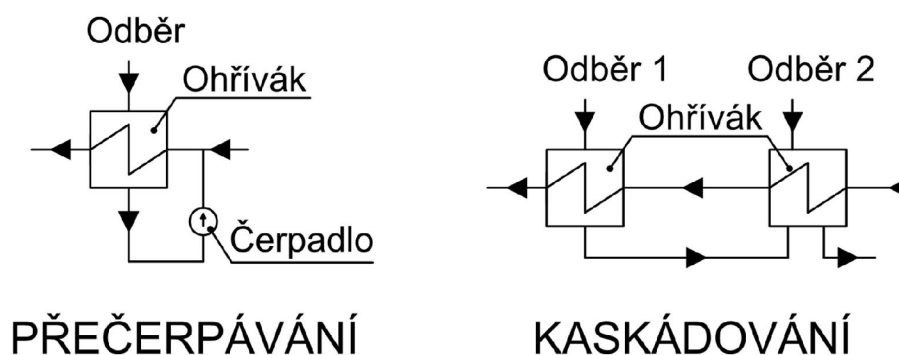 Odběr
Ohřívák
Čerpadlo
PŘEČERPÁVÁNÍ
Odběr 1 Odběr 2
Ohřívák
KASKÁDOVÁNÍ